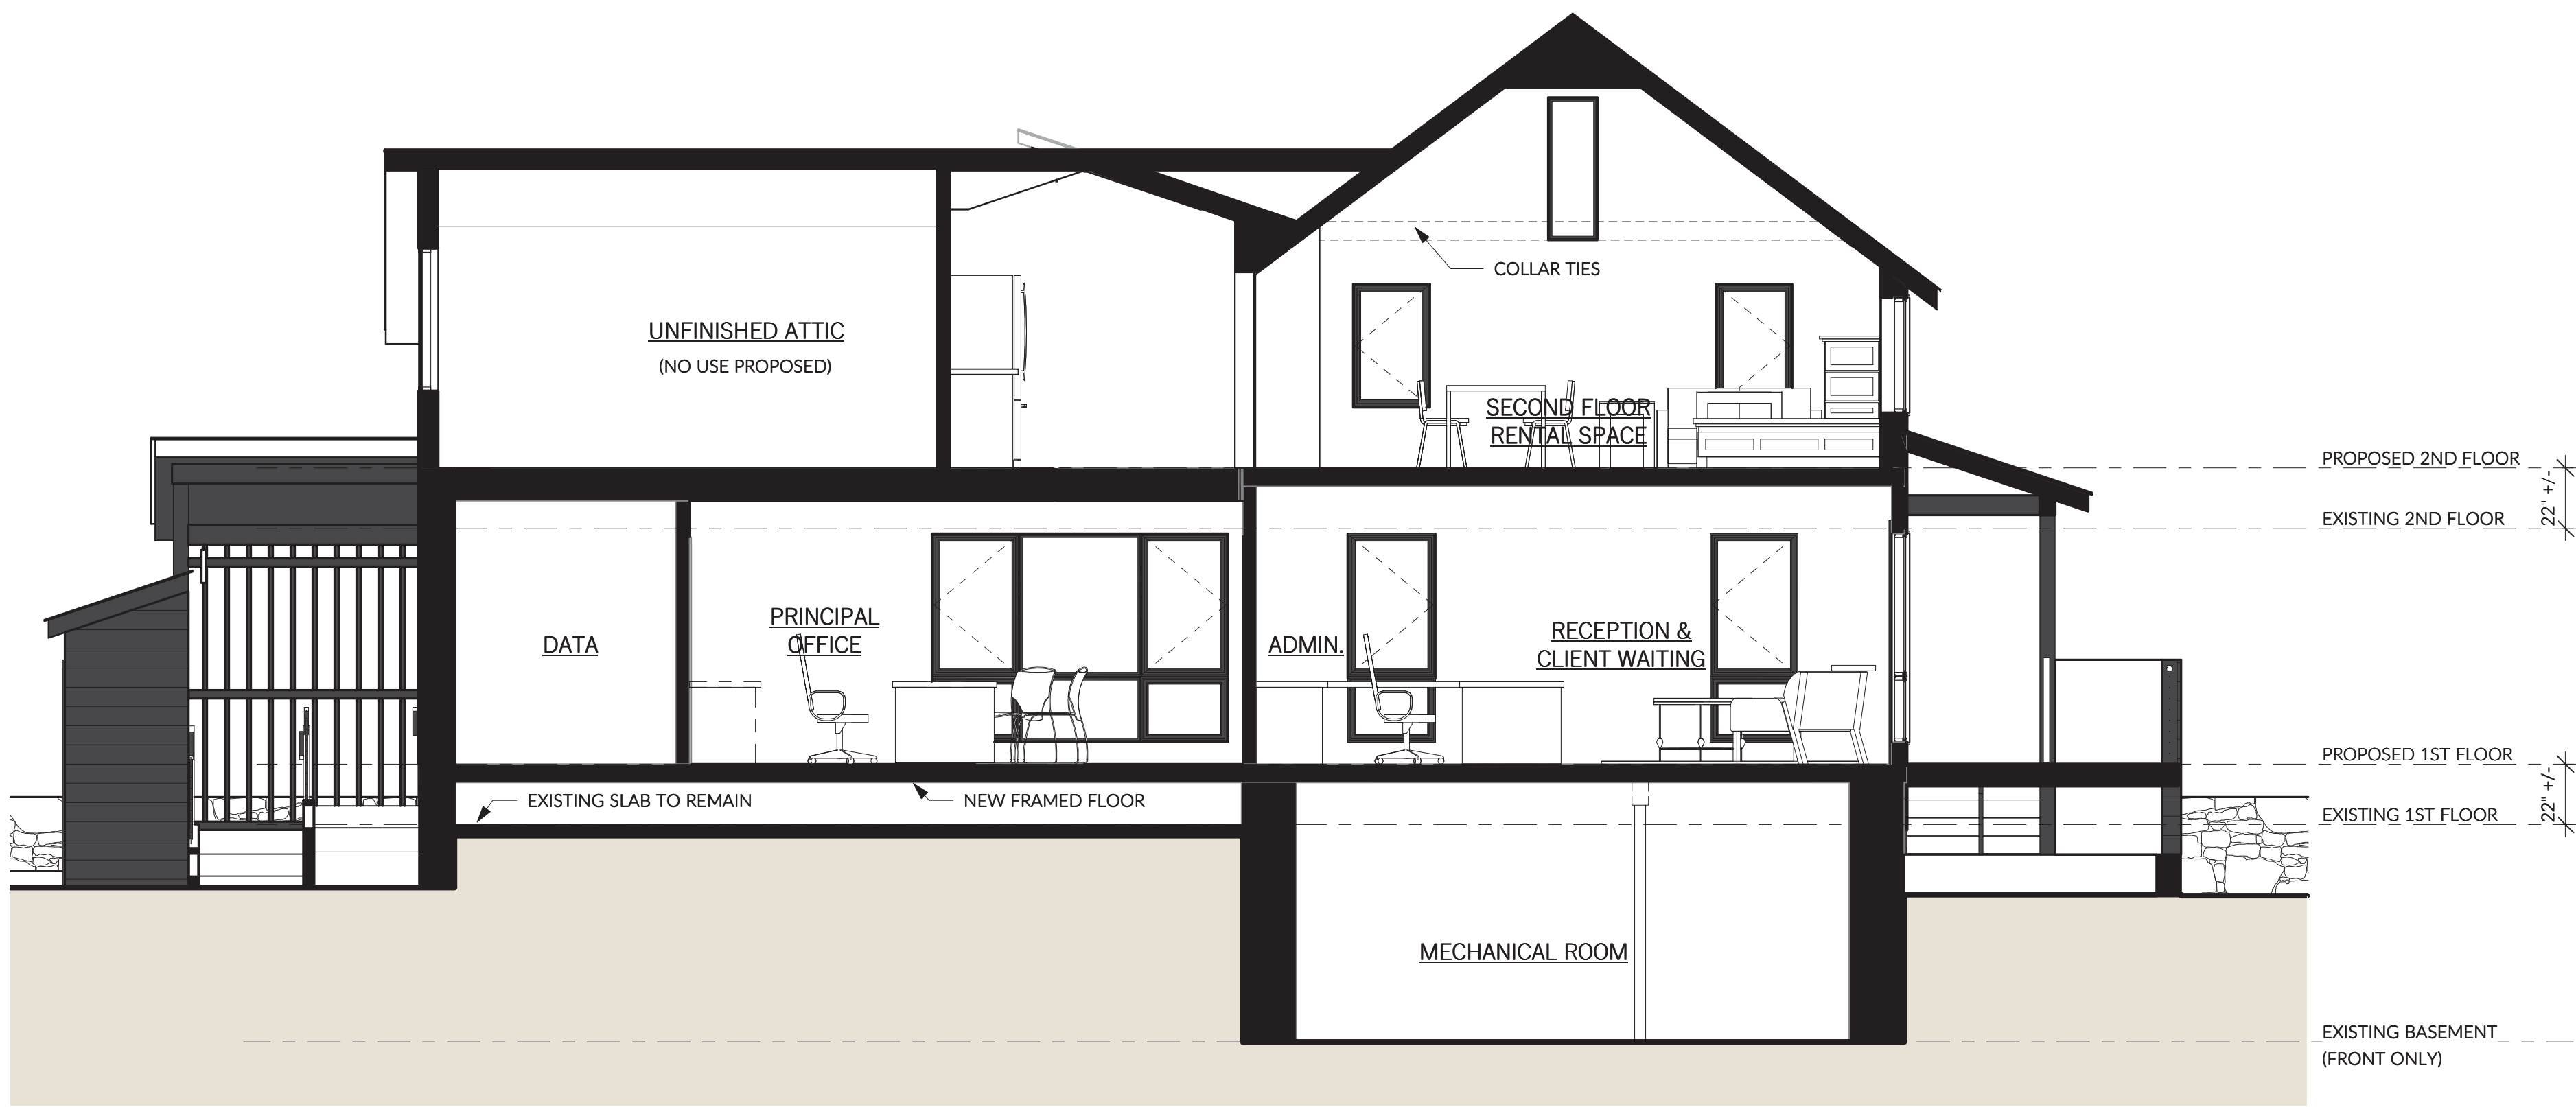 COLLAR TIES
UNFINISHED ATTIC
(NO USE PROPOSED)
SECOND FLOOR
RENTAL SPACE
PROPOSED 2ND FLOOR
22" +/-
EXISTING 2ND FLOOR
DATA
PRINCIPAL
OFFICE
ADMIN.
RECEPTION &
CLIENT WAITING
PROPOSED 1ST FLOOR
22" +/-
EXISTING 1ST FLOOR
EXISTING SLAB TO REMAIN
NEW FRAMED FLOOR
MECHANICAL ROOM
EXISTING BASEMENT
(FRONT ONLY)